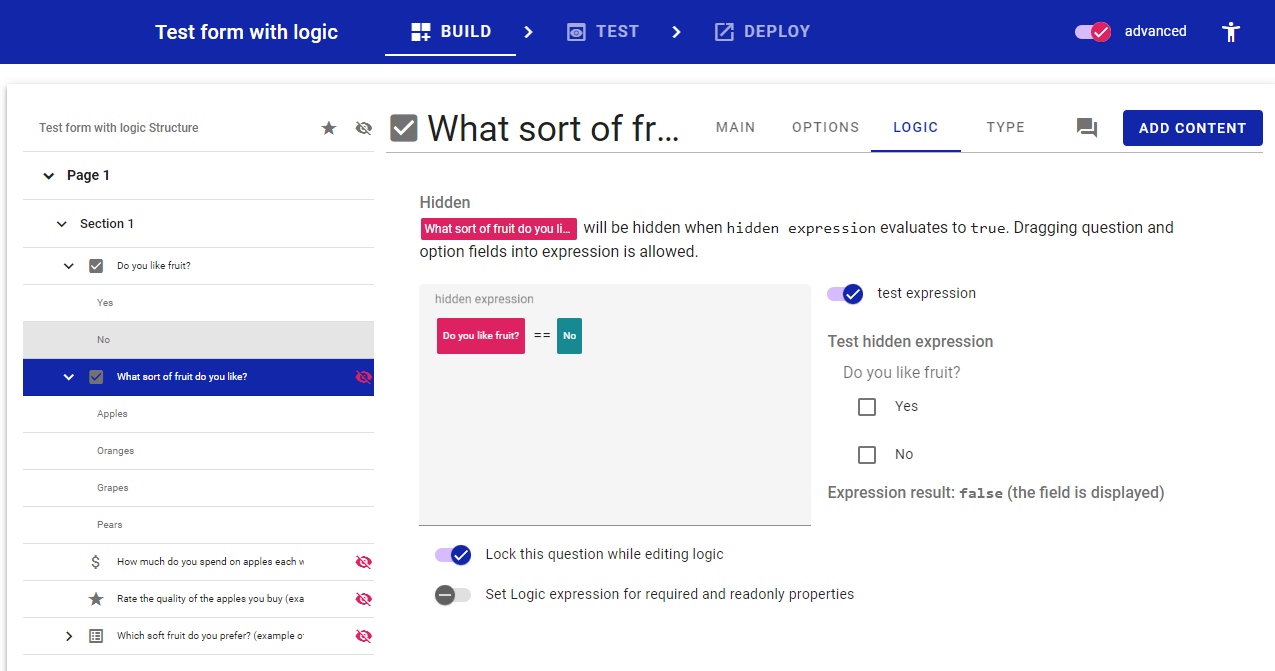 Test form with logic
BUILD
TEST
DEPLOY
advanced
Test form with logic Structure
What sort of fr...
MAIN
OPTIONS
LOGIC
TYPE
ADD CONTENT
Page 1
Section 1
Do you like fruit?
Yes
No
What sort of fruit do you like?
Apples
Oranges
Grapes
Pears
How much do you spend on apples each w
Rate the quality of the apples you buy (exa
Which soft fruit do you prefer? (example o
Hidden
What sort of fruit do you li... will be hidden when hidden expression evaluates to true. Dragging question and
option fields into expression is allowed.
hidden expression
Do you like fruit? == No
test expression
Test hidden expression
Do you like fruit?
Yes
No
Expression result: false (the field is displayed)
Lock this question while editing logic
Set Logic expression for required and readonly properties